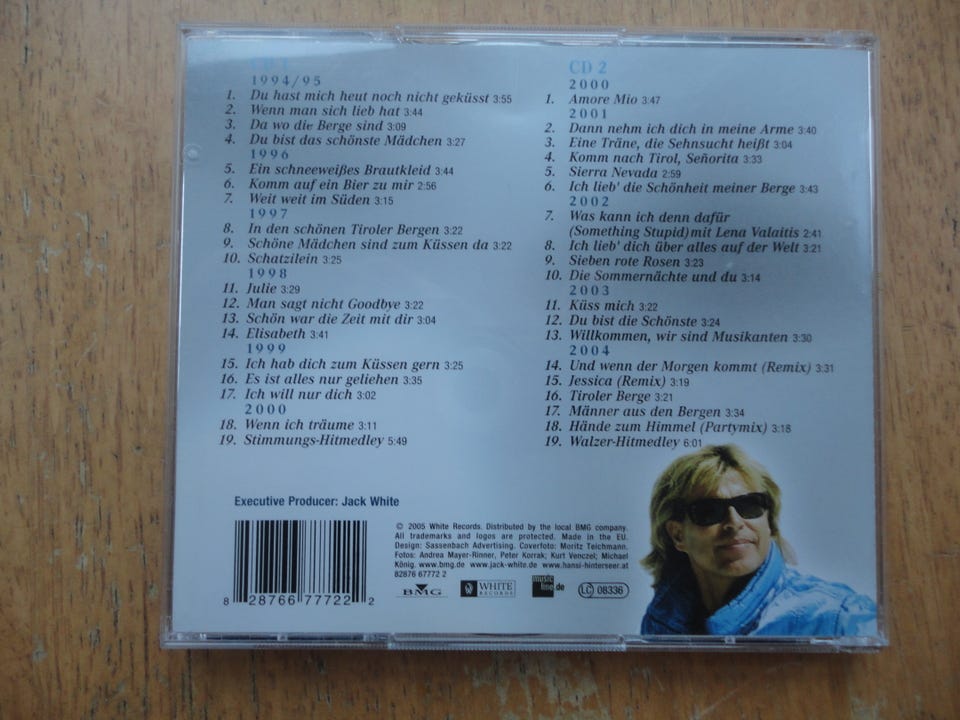 CD 1
1994/95
1. Du hast mich heut noch nicht geküsst 3:55
2. Wenn man sich lieb hat 3:44
3. Da wo die Berge sind 3:09
4. Du bist das schönste Mädchen 3:27
1996
5. Ein schneeweißes Brautkleid 3:44
6. Komm auf ein Bier zu mir 2:56
7. Weit weit im Süden 3:15
1997
8. In den schönen Tiroler Bergen 3:22
9. Schöne Mädchen sind zum Küssen da 3:22
10. Schatzilein 3:25
1998
11. Julie 3:29
12. Man sagt nicht Goodbye 3:22
13. Schön war die Zeit mit dir 3:04
14. Elisabeth 3:41
1999
15. Ich hab dich zum Küssen gern 3:25
16. Es ist alles nur geliehen 3:35
17. Ich will nur dich 3:02
2000
18. Wenn ich träume 3:11
19. Stimmungs-Hitmedley 5:49
CD 2
2000
1. Amore Mio 3:47
2001
2. Dann nehm ich dich in meine Arme 3:40
3. Eine Träne, die Sehnsucht heißt 3:04
4. Komm nach Tirol, Señorita 3:33
5. Sierra Nevada 2:59
6. Ich lieb' die Schönheit meiner Berge 3:43
2002
7. Was kann ich denn dafür
(Something Stupid) mit Lena Valaitis 2:41
8. Ich lieb' dich über alles auf der Welt 3:21
9. Sieben rote Rosen 3:23
10. Die Sommernächte und du 3:14
2003
11. Küss mich 3:22
12. Du bist die Schönste 3:24
13. Willkommen, wir sind Musikanten 3:30
2004
14. Und wenn der Morgen kommt (Remix) 3:31
15. Jessica (Remix) 3:19
16. Tiroler Berge 3:21
17. Männer aus den Bergen 3:34
18. Hände zum Himmel (Partymix) 3:18
19. Walzer-Hitmedley 6:01
Executive Producer: Jack White
8 28766 77722 2
© 2005 White Records. Distributed by the local BMG company.
All trademarks and logos are protected. Made in the EU.
Design: Sassenbach Advertising. Coverfoto: Moritz Teichmann.
Fotos: Andrea Mayer-Rinner, Peter Korrak; Kurt Venczel; Michael
König. www.bmg.de www.jack-white.de www.hansi-hinterseer.at
82876 67772 2
BMG
WHITE
RECORDS
music
line.de
LC 08336